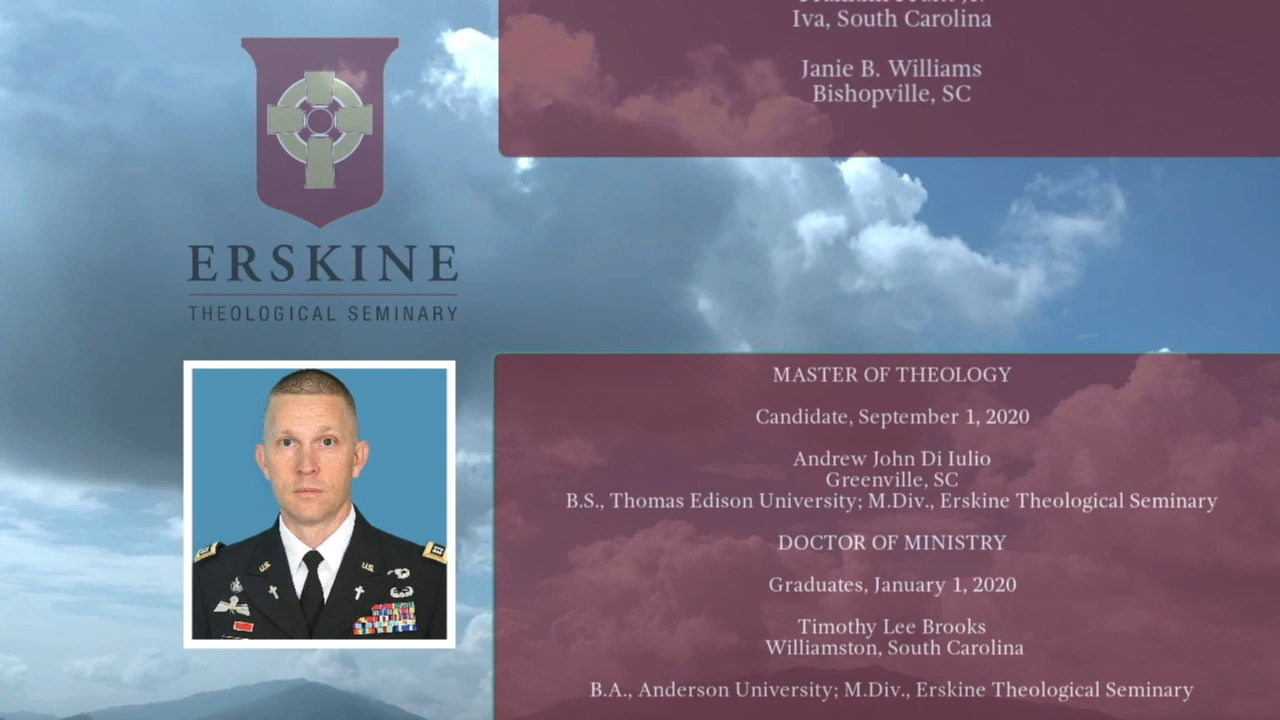 ERSKINE
THEOLOGICAL SEMINARY
Iva, South Carolina
Janie B. Williams
Bishopville, SC
MASTER OF THEOLOGY
Candidate, September 1, 2020
Andrew John Di Iulio
Greenville, SC
B.S., Thomas Edison University; M.Div., Erskine Theological Seminary
DOCTOR OF MINISTRY
Graduates, January 1, 2020
Timothy Lee Brooks
Williamston, South Carolina
B.A., Anderson University; M.Div., Erskine Theological Seminary